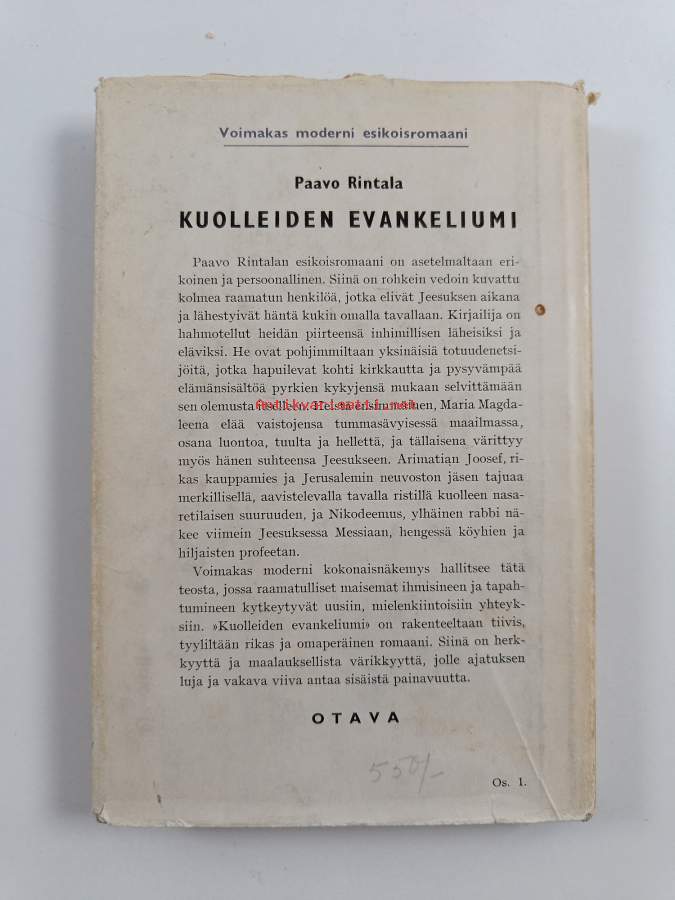 Voimakas moderni esikoisromaani
Paavo Rintala
KUOLLEIDEN EVANKELIUMI
Paavo Rintalan esikoisromaani on asetelmaltaan eri-
koinen ja persoonallinen. Siinä on rohkein vedoin kuvattu
kolmea raamatun henkilöä, jotka elivät Jeesuksen aikana
ja lähestyivät häntä kukin omalla tavallaan. Kirjailija on
hahmotellut heidän piirteensä inhimillisen läheisiksi ja
eläviksi. He ovat pohjimmiltaan yksinäisiä totuudenetsi-
jöitä, jotka hapuilevat kohti kirkkautta ja pysyvämpää
elämänsisältöä pyrkien kykyjensä mukaan selvittämään
sen olemusta itselleen. Heistä ensimmäinen, Maria Magda-
Antikvariaatti.net
leena elää vaistojensa tummasävyisessä maailmassa,
osana luontoa, tuulta ja hellettä, ja tällaisena värittyy
myös hänen suhteensa Jeesukseen. Arimatian Joosef, ri-
kas kauppamies ja Jerusalemin neuvoston jäsen tajuaa
merkillisellä, aavistelevalla tavalla ristillä kuolleen nasa-
retilaisen suuruuden, ja Nikodeemus, ylhäinen rabbi nä-
kee viimein Jeesuksessa Messiaan, hengessä köyhien ja
hiljaisten profeetan.
Voimakas moderni kokonaisnäkemys hallitsee tätä
teosta, jossa raamatulliset maisemat ihmisineen ja tapah-
tumineen kytkeytyvät uusiin, mielenkiintoisiin yhteyk-
siin. »Kuolleiden evankeliumi» on rakenteeltaan tiivis,
tyyliltään rikas ja omaperäinen romaani. Siinä on herk-
kyyttä ja maalauksellista värikkyyttä, jolle ajatuksen
luja ja vakava viiva antaa sisäistä painavuutta.
OTAVA
550/-
Os. 1.